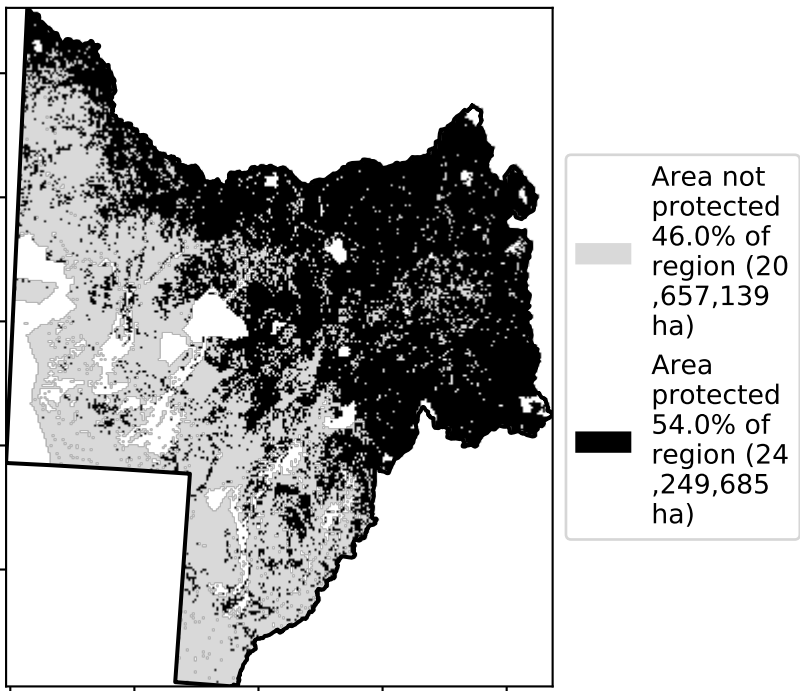 Area not
protected
46.0% of
region (20
,657,139
ha)
Area
protected
54.0% of
region (24
,249,685
ha)